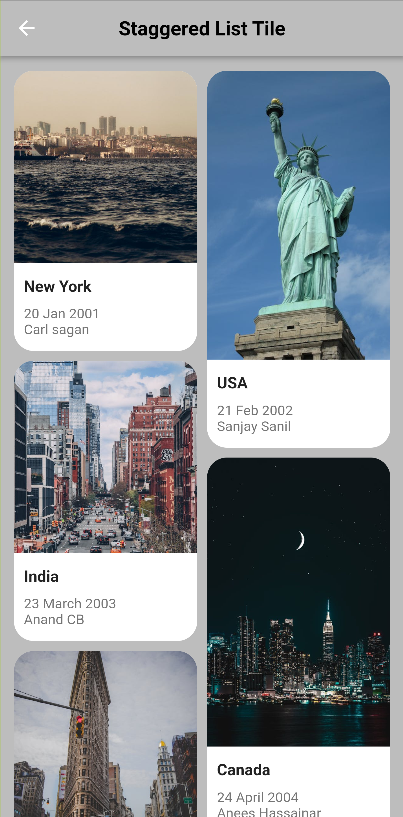 Staggered List Tile
New York
20 Jan 2001
Carl sagan
USA
21 Feb 2002
Sanjay Sanil
India
23 March 2003
Anand CB
Canada
24 April 2004
Anees Hassainar